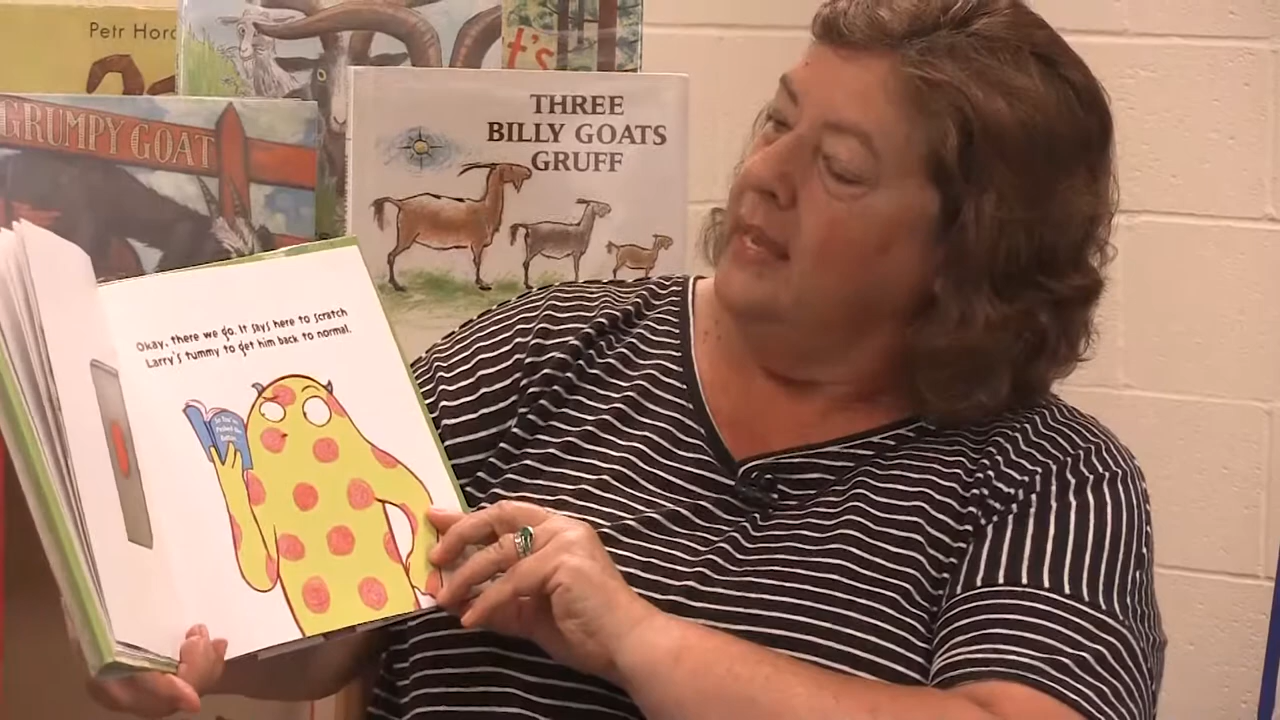 Petr Horá
t's
GRUMPY GOAT
THREE
BILLY GOATS
GRUFF
Okay, there we go. It says here to scratch
Larry's tummy to get him back to normal.